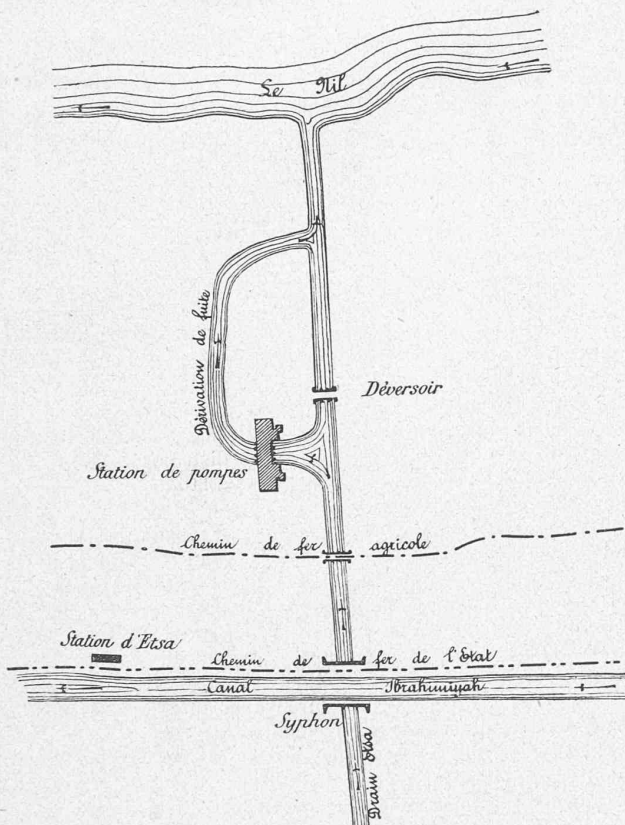 Le Nil
Dérivation de fuite
Déversoir
Station de pompes
Chemin de fer agricole
Station d'Etsa
Chemin de fer de l'Etat
Canal Ibrahimiyah
Syphon
Drain Etsa